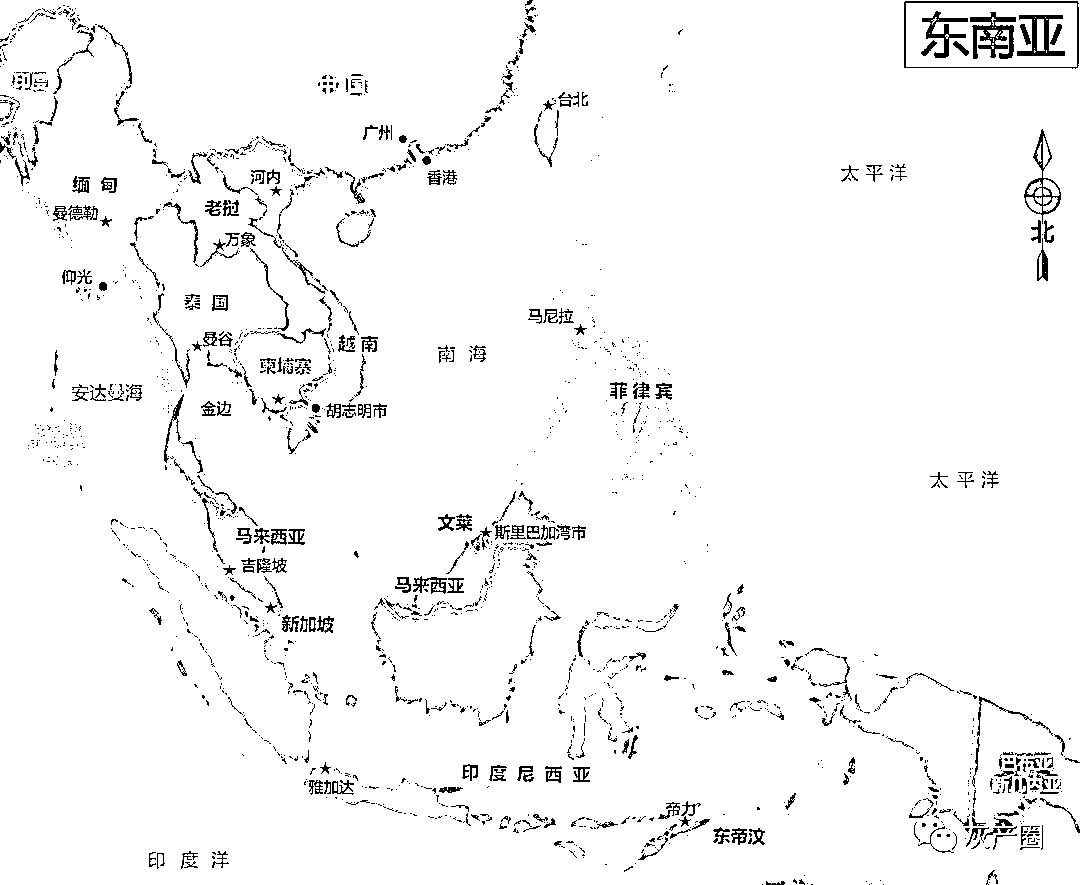 东南亚
印度
中国
台北
广州
香港
太平洋
北
缅甸
曼德勒
河内
老挝
万象
仰光
泰国
曼谷
马尼拉
越南
南海
柬埔寨
安达曼海
金边
胡志明市
菲律宾
太平洋
文莱
斯里巴加湾市
马来西亚
吉隆坡
马来西亚
新加坡
印度尼西亚
雅加达
巴布亚
新几内亚
帝力
东帝汶
灰产圈
印度洋